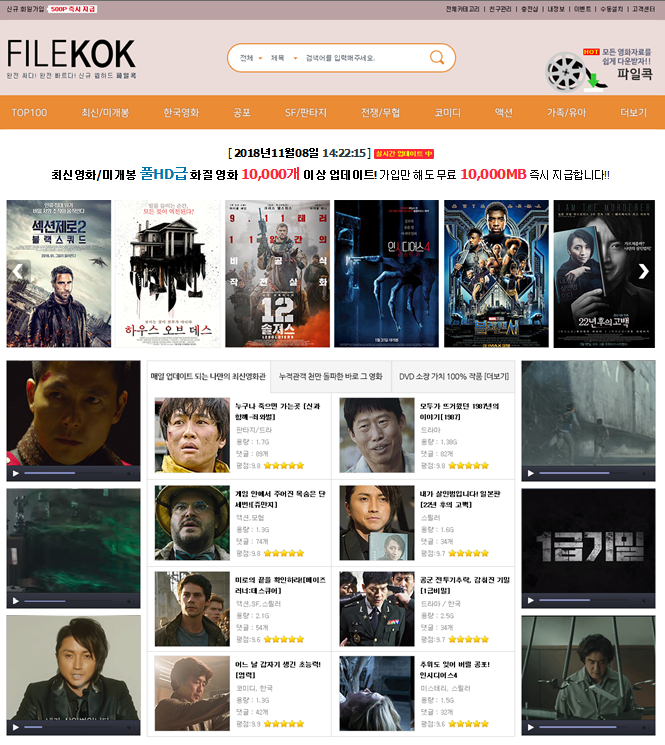 신규 회원가입 500P 즉시 지급
전체카테고리 | 친구관리 | 충전샵 | 내정보 | 이벤트 | 수동설치 | 고객센터
FILEKOK
완전 싸다! 완전 빠르다! 신규 웹하드 파일콕
전체 제목 검색어를 입력해주세요.
HOT 모든 영화자료를
쉽게 다운받자!!
파일콕
TOP100 최신/미개봉 한국영화 공포 SF/판타지 전쟁/무협 코미디 액션 가족/유아 더보기
[ 2018년11월08일 14:22:15 ] 실시간 업데이트 中
최신영화/미개봉 풀HD급 화질 영화 10,000개 이상 업데이트! 가입만 해도 무료 10,000MB 즉시 지급합니다!!
섹션제로2
블랙스쿼드
하우스 오브 데스
9.11테러
11일간의
비공식
작전실화
12
솔져스
12SOLDIERS
인시디어스4
블랙팬서
I AM THE MURDERER
22년 후의 고백
매일 업데이트 되는 나만의 최신영화관
누적관객 천만 돌파한 바로 그 영화
DVD 소장 가치 100% 작품 [더보기]
누구나 죽으면 가는곳 [신과
함께-죄와벌]
판타지/드라
용량 : 1.7G
댓글 : 89개
평점:9.8
모두가 뜨거웠던 1987년의
이야기[1987]
드라마
용량 : 1.38G
댓글 : 82개
평점:9.8
게임 안에서 주어진 목숨은 단
세번![쥬만지]
액션,모험
용량 : 1.9G
댓글 : 74개
평점:9.8
내가 살인범입니다! 일본판
[22년 후의 고백]
스릴러
용량 : 1.6G
댓글 : 34개
평점:9.7
미로의 끝을 확인하라![메이즈
러너:데스큐어]
액션,SF,스릴러
용량 : 2.1G
댓글 : 54개
평점:9.6
공군 전투기추력, 감춰진 기밀
[1급비밀]
드라마 / 한국
용량 : 2.5G
댓글 : 34개
평점:9.7
어느 날 갑자기 생긴 초능력!
[염력]
코미디, 한국
용량 : 1.3G
댓글 : 42개
평점:9.9
추위도 잊어 버릴 공포!
인시디어스4
미스테리, 스릴러
용량 : 1.5G
댓글 : 32개
평점:9.6
1급기밀